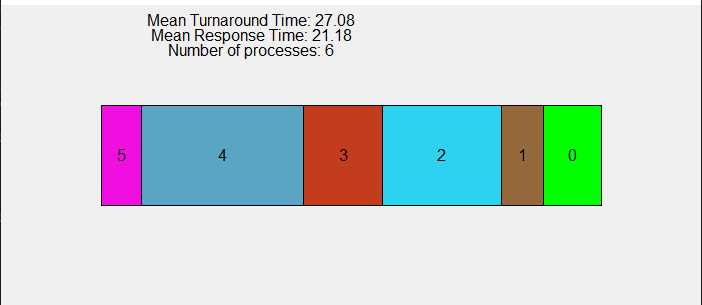 Mean Turnaround Time: 27.08
Mean Response Time: 21.18
Number of processes: 6
5 4 3 2 1 0